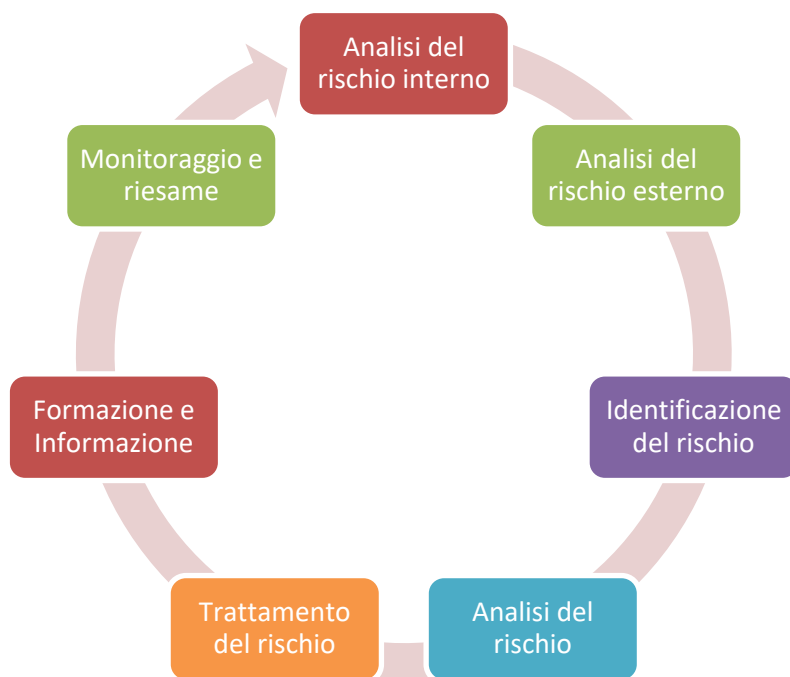 Analisi del
rischio interno
Analisi del
rischio esterno
Identificazione
del rischio
Analisi del
rischio
Trattamento
del rischio
Formazione e
Informazione
Monitoraggio e
riesame